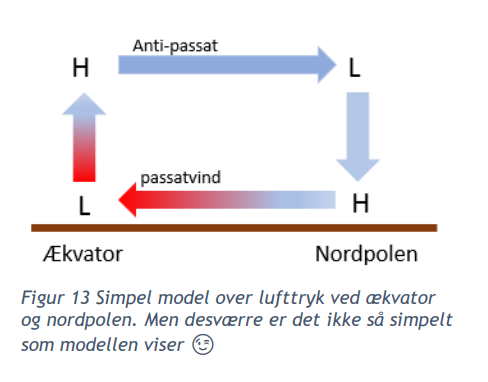 Anti-passat
H
L
passatvind
L
H
Ækvator
Nordpolen
Figur 13 Simpel model over lufttryk ved ækvator
og nordpolen. Men desværre er det ikke så simpelt
som modellen viser 😉